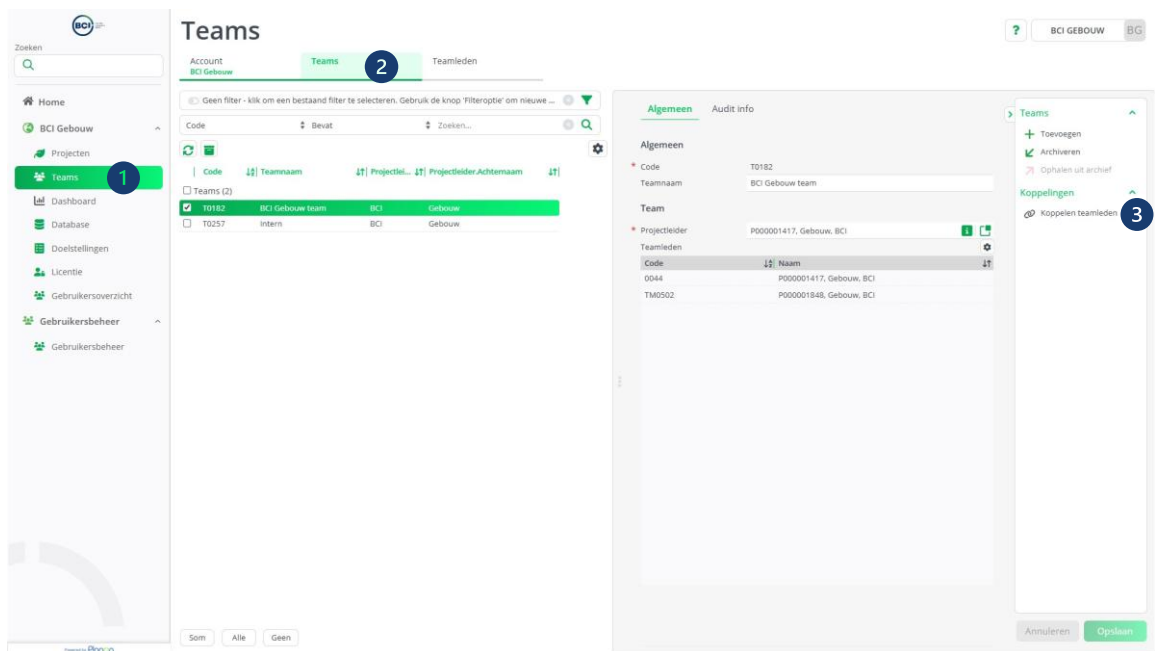 BCI
Teams
?
BCI GEBOUW
BG
Zoeken
Account
BCI Gebouw
Teams
2
Teamleden
Home
BCI Gebouw
Projecten
Teams
1
Dashboard
Database
Doelstellingen
Licentie
Gebruikersoverzicht
Gebruikersbeheer
Gebruikersbeheer
Geen filter - klik om een bestaand filter te selecteren. Gebruik de knop 'Filteroptie' om nieuwe ...
Code Bevat Zoeken...
Code Teamnaam Projectlei... Projectleider.Achternaam
Teams (2)
T0182 BCI Gebouw team BCI Gebouw
T0257 Intern BCI Gebouw
Som Alle Geen
Algemeen Audit info
Algemeen
* Code T0182
Teamnaam BCI Gebouw team
Team
* Projectleider P000001417, Gebouw, BCI
Teamleden
Code Naam
0044 P000001417, Gebouw, BCI
TM0502 P000001848, Gebouw, BCI
Teams
Toevoegen
Archiveren
Ophalen uit archief
Koppelingen
Koppelen teamleden
3
Annuleren Opslaan